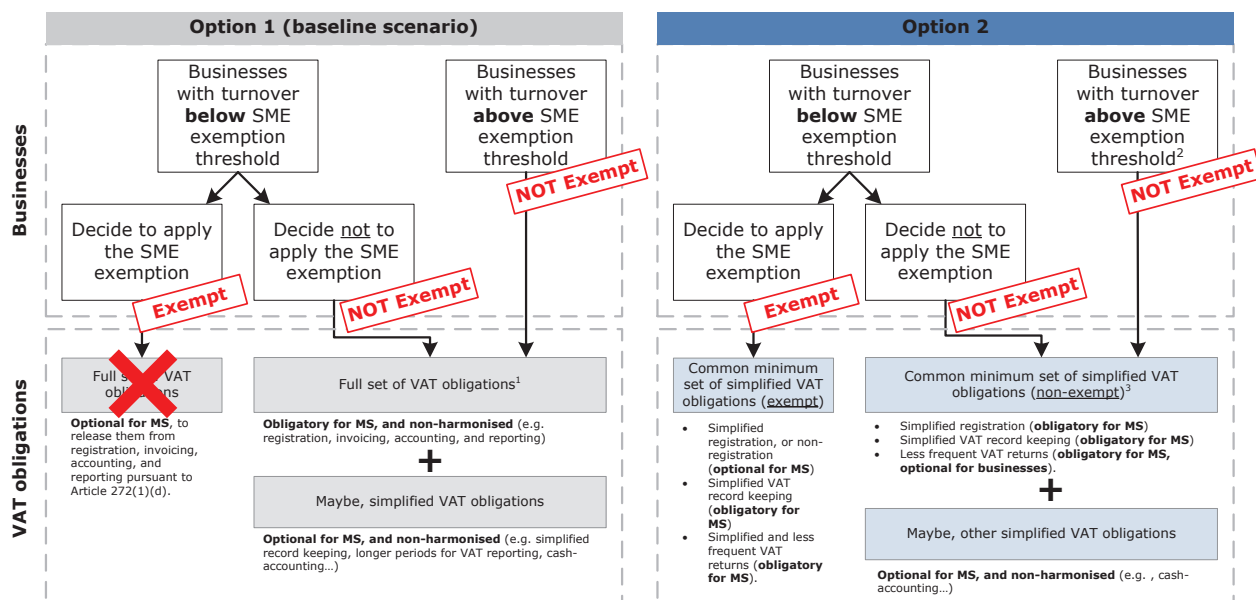 Option 1 (baseline scenario)
Businesses
Businesses
with turnover
below SME
exemption
threshold
Businesses
with turnover
above SME
exemption
threshold
NOT Exempt
Decide to apply
the SME
exemption
Decide not to
apply the SME
exemption
Exempt
NOT Exempt
VAT obligations
Full set of VAT
obligations
Optional for MS, to
release them from
registration, invoicing,
accounting, and
reporting pursuant to
Article 272(1)(d).
Full set of VAT obligations1
Obligatory for MS, and non-harmonised (e.g.
registration, invoicing, accounting, and reporting)
+
Maybe, simplified VAT obligations
Optional for MS, and non-harmonised (e.g. simplified
record keeping, longer periods for VAT reporting, cash-
accounting…)
Option 2
Businesses
with turnover
below SME
exemption
threshold
Businesses
with turnover
above SME
exemption
threshold2
NOT Exempt
Decide to apply
the SME
exemption
Decide not to
apply the SME
exemption
Exempt
NOT Exempt
Common minimum
set of simplified VAT
obligations (exempt)
• Simplified
registration, or non-
registration
(optional for MS)
• Simplified VAT
record keeping
(obligatory for
MS)
• Simplified and less
frequent VAT
returns (obligatory
for MS).
Common minimum set of simplified VAT
obligations (non-exempt)3
• Simplified registration (obligatory for MS)
• Simplified VAT record keeping (obligatory for MS)
• Less frequent VAT returns (obligatory for MS,
optional for businesses).
+
Maybe, other simplified VAT obligations
Optional for MS, and non-harmonised (e.g. , cash-
accounting…)